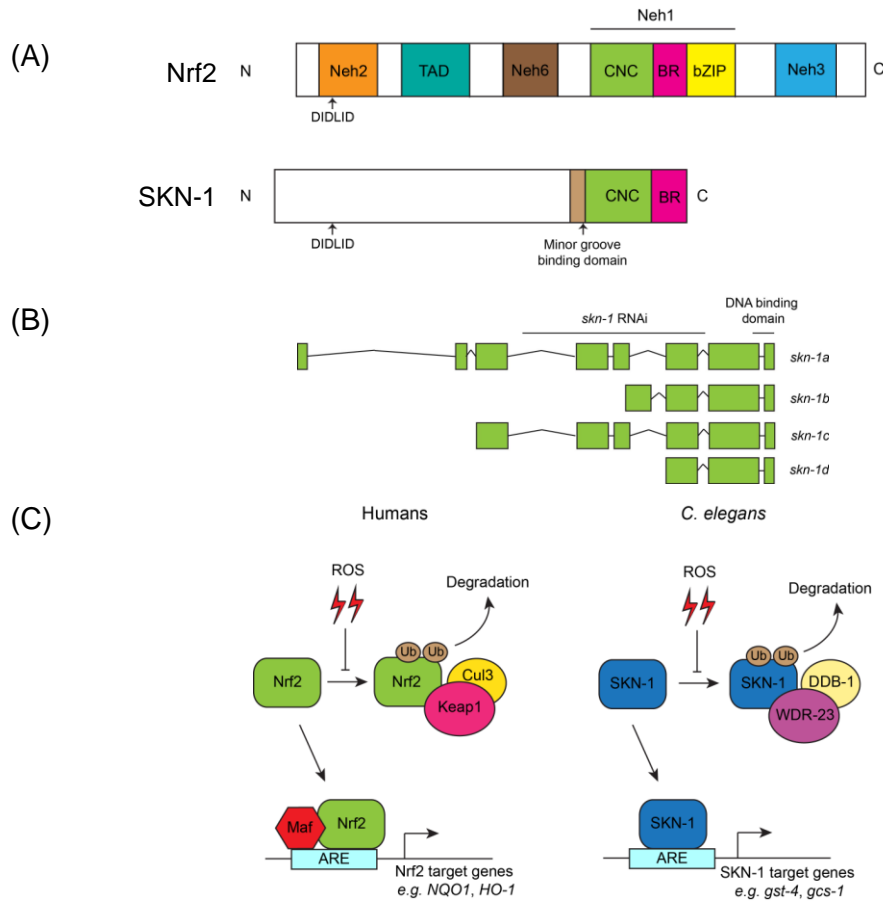 (A)
Neh1
Nrf2 N Neh2 TAD Neh6 CNC BR bZIP Neh3 C
DIDLID
SKN-1 N CNC BR C
DIDLID
Minor groove
binding domain
(B)
DNA binding
domain
skn-1 RNAi
skn-1a
skn-1b
skn-1c
skn-1d
(C)
Humans
ROS
Degradation
Ub Ub
Nrf2
Nrf2
Cul3
Keap1
Maf
Nrf2
ARE
Nrf2 target genes
e.g. NQO1, HO-1
C. elegans
ROS
Degradation
Ub Ub
SKN-1
SKN-1
DDB-1
WDR-23
SKN-1
ARE
SKN-1 target genes
e.g. gst-4, gcs-1